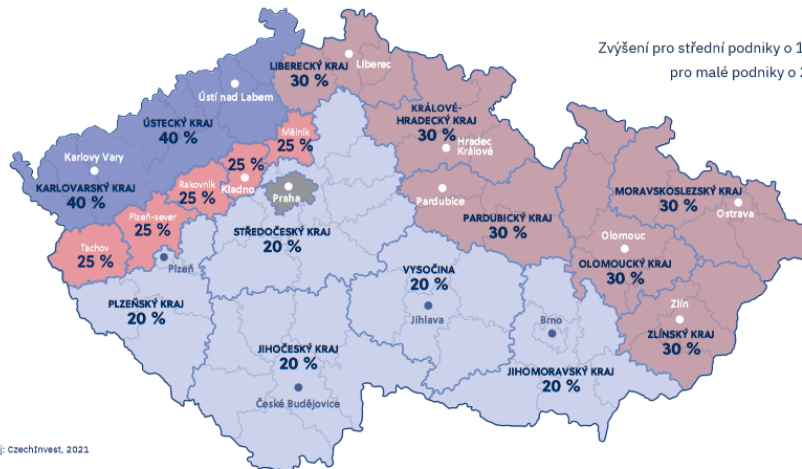 Zvýšení pro střední podniky o 1
pro malé podniky o
LIBERECKÝ KRAJ
30 %
Liberec
Ústí nad Labem
ÚSTECKÝ KRAJ
40 %
KRÁLOVÉ-
HRADECKÝ KRAJ
30 %
Hradec
Králové
Mělník
25 %
Karlovy Vary
KARLOVARSKÝ KRAJ
40 %
Rakovník
25 %
25 %
Kladno
Praha
Pardubice
PARDUBICKÝ KRAJ
30 %
MORAVSKOSLEZSKÝ KRAJ
30 %
Ostrava
Plzeň-sever
25 %
Tachov
25 %
STŘEDOČESKÝ KRAJ
20 %
Olomouc
OLOMOUCKÝ KRAJ
30 %
Plzeň
VYSOČINA
20 %
Jihlava
PLZEŇSKÝ KRAJ
20 %
Brno
Zlín
ZLÍNSKÝ KRAJ
30 %
JIHOČESKÝ KRAJ
20 %
České Budějovice
JIHOMORAVSKÝ KRAJ
20 %
j: CzechInvest, 2021